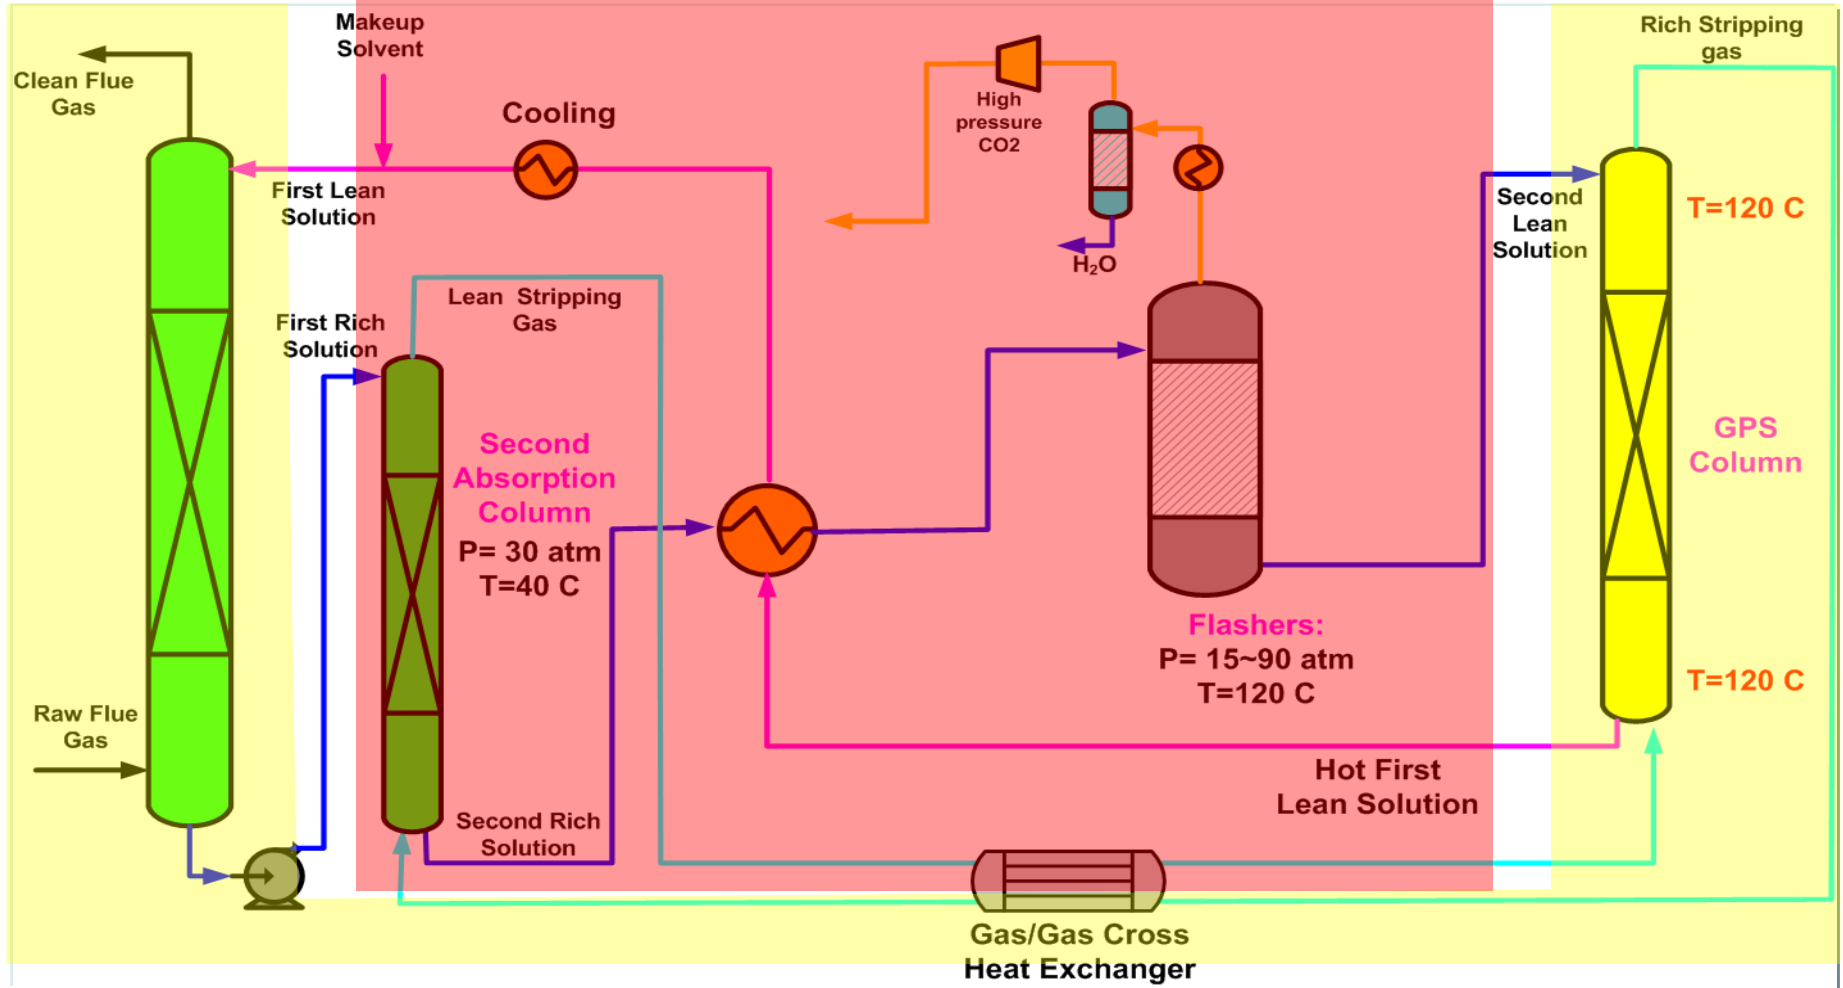 Makeup
Solvent
Rich Stripping
gas
Clean Flue
Gas
Cooling
High
pressure
CO2
First Lean
Solution
Second
Lean
Solution
T=120 C
H₂O
Lean  Stripping
Gas
First Rich
Solution
Second
Absorption
Column
P= 30 atm
T=40 C
GPS
Column
Flashers:
P= 15~90 atm
T=120 C
T=120 C
Raw Flue
Gas
Hot First
Lean Solution
Second Rich
Solution
Gas/Gas Cross
Heat Exchanger